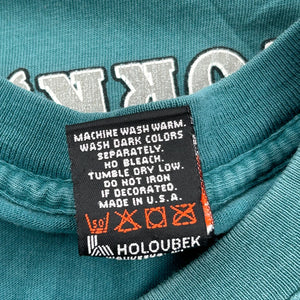 MACHINE WASH WARM.
WASH DARK COLORS
SEPARATELY.
NO BLEACH.
TUMBLE DRY LOW.
DO NOT IRON
IF DECORATED.
MADE IN U.S.A.
50
HOLOUBEK